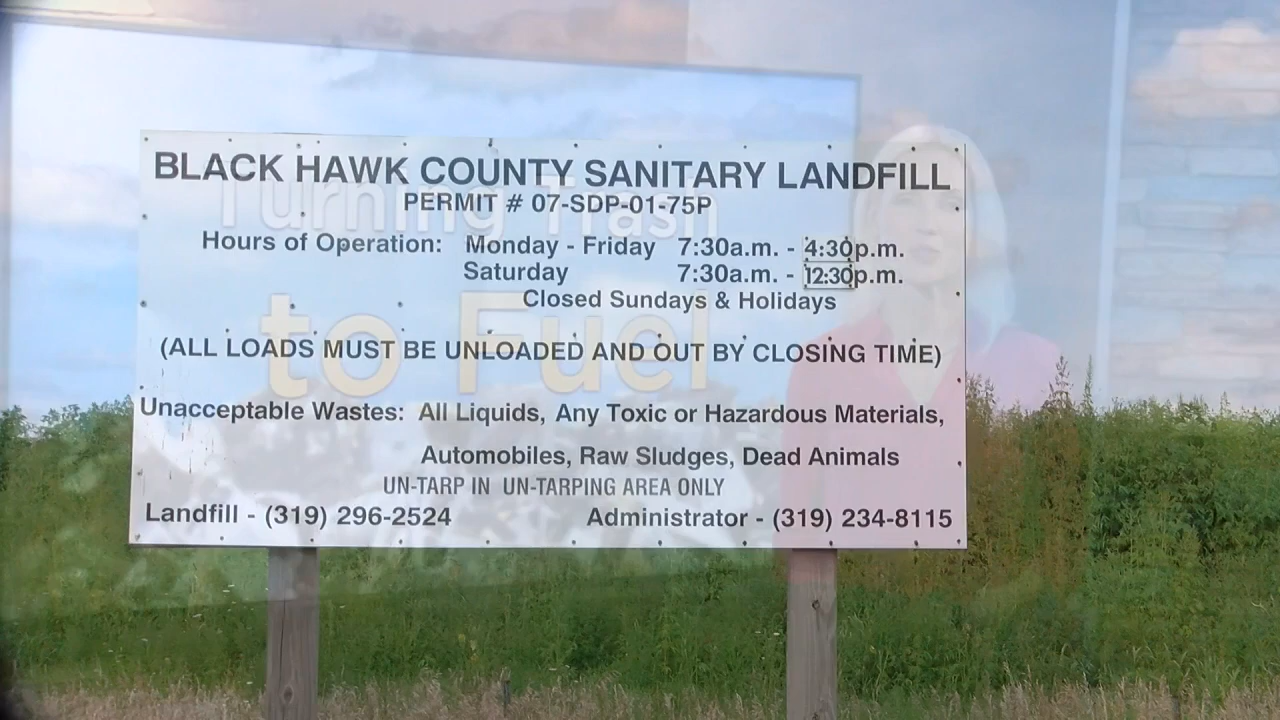 BLACK HAWK COUNTY SANITARY LANDFILL
PERMIT # 07-SDP-01-75P
Turning Trash
to Fuel
Hours of Operation: Monday - Friday 7:30a.m. - 4:30p.m.
Saturday 7:30a.m. - 12:30p.m.
Closed Sundays & Holidays
(ALL LOADS MUST BE UNLOADED AND OUT BY CLOSING TIME)
Unacceptable Wastes: All Liquids, Any Toxic or Hazardous Materials,
Automobiles, Raw Sludges, Dead Animals
UN-TARP IN UN-TARPING AREA ONLY
Landfill - (319) 296-2524 Administrator - (319) 234-8115